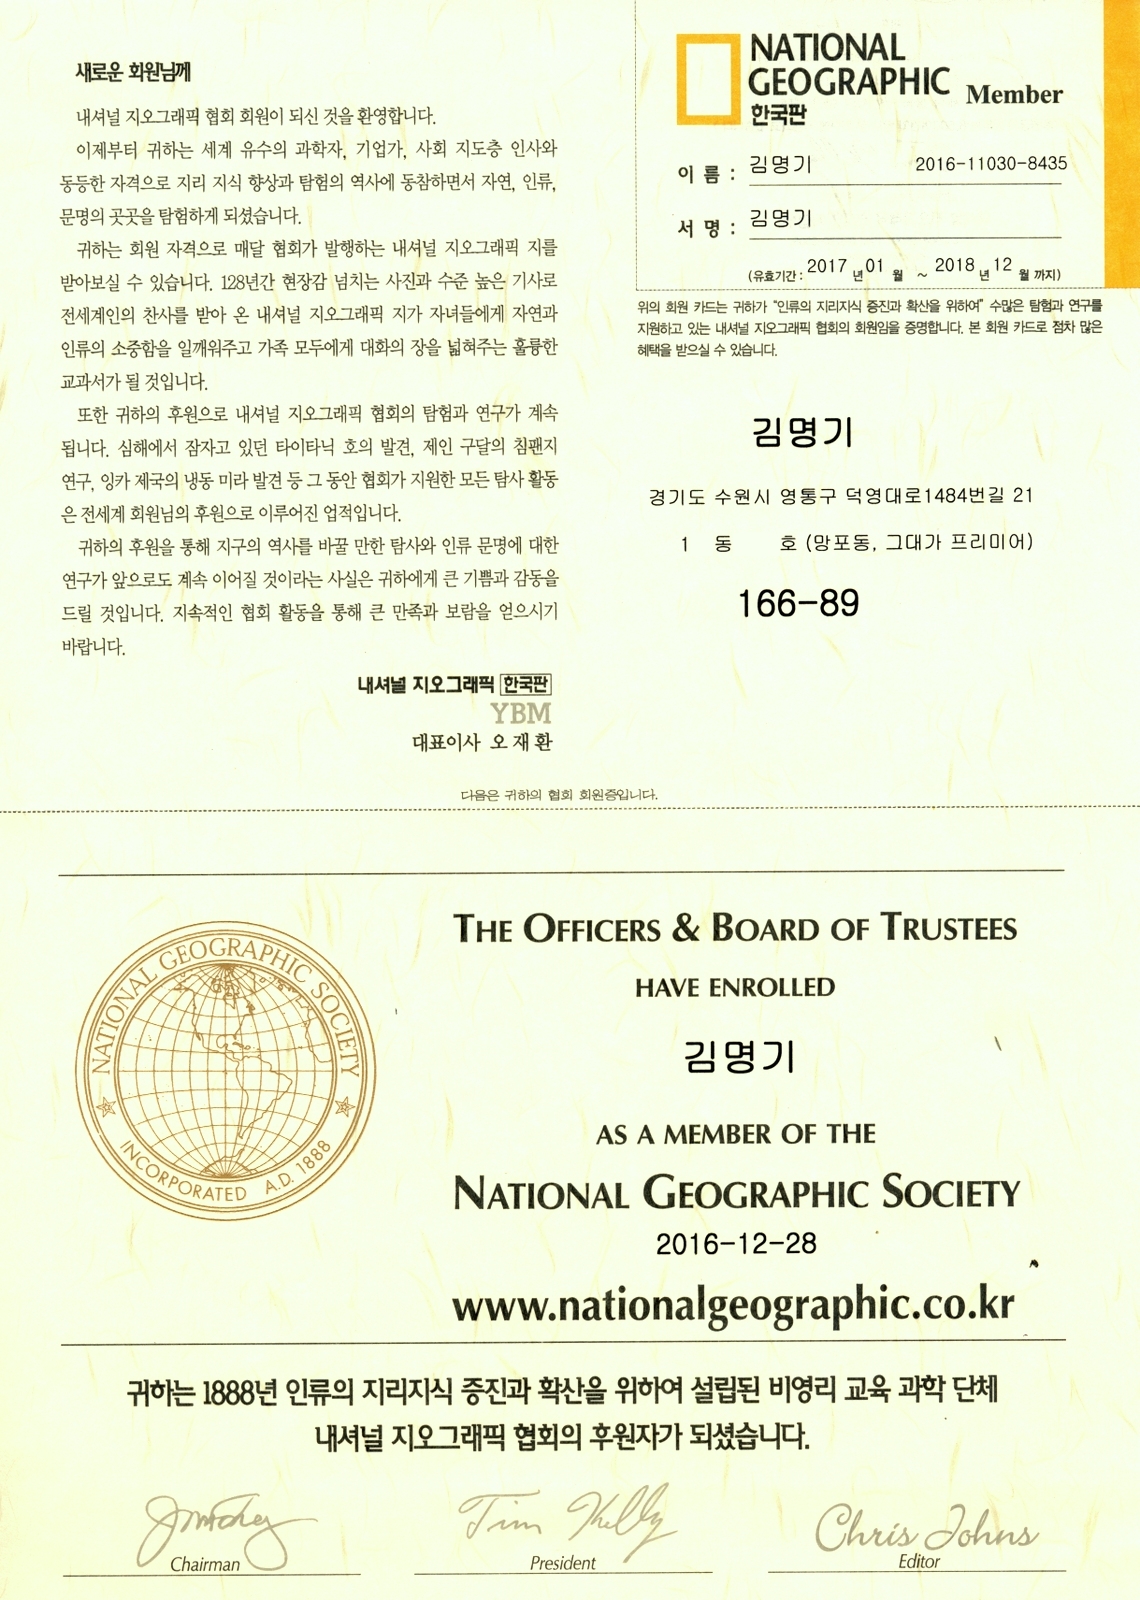 새로운 회원님께
내셔널 지오그래픽 협회 회원이 되신 것을 환영합니다.
이제부터 귀하는 세계 유수의 과학자, 기업가, 사회 지도층 인사와
동등한 자격으로 지리 지식 향상과 탐험의 역사에 동참하면서 자연, 인류,
문명의 곳곳을 탐험하게 되셨습니다.
귀하는 회원 자격으로 매달 협회가 발행하는 내셔널 지오그래픽 지를
받아보실 수 있습니다. 128년간 현장감 넘치는 사진과 수준 높은 기사로
전세계인의 찬사를 받아 온 내셔널 지오그래픽 지가 자녀들에게 자연과
인류의 소중함을 일깨워주고 가족 모두에게 대화의 장을 넓혀주는 훌륭한
교과서가 될 것입니다.
또한 귀하의 후원으로 내셔널 지오그래픽 협회의 탐험과 연구가 계속
됩니다. 심해에서 잠자고 있던 타이타닉 호의 발견, 제인 구달의 침팬지
연구, 잉카 제국의 냉동 미라 발견 등 그 동안 협회가 지원한 모든 탐사 활동
은 전세계 회원님의 후원으로 이루어진 업적입니다.
귀하의 후원을 통해 지구의 역사를 바꿀 만한 탐사와 인류 문명에 대한
연구가 앞으로도 계속 이어질 것이라는 사실은 귀하에게 큰 기쁨과 감동을
드릴 것입니다. 지속적인 협회 활동을 통해 큰 만족과 보람을 얻으시기
바랍니다.
내셔널 지오그래픽 한국판
YBM
대표이사 오재환
NATIONAL
GEOGRAPHIC
한국판 Member
이 름 : 김명기 2016-11030-8435
서 명 : 김명기
(유효기간 : 2017 년 01 월 ~ 2018 년 12 월 까지)
위의 회원 카드는 귀하가 "인류의 지리지식 증진과 확산을 위하여" 수많은 탐험과 연구를
지원하고 있는 내셔널 지오그래픽 협회의 회원임을 증명합니다. 본 회원 카드로 점차 많은
혜택을 받으실 수 있습니다.
김명기
경기도 수원시 영통구 덕영대로1484번길 21
1 동 호 (망포동, 그대가 프리미어)
166-89
다음은 귀하의 협회 회원증입니다.
NATIONAL GEOGRAPHIC SOCIETY
INCORPORATED A.D. 1888
THE OFFICERS & BOARD OF TRUSTEES
HAVE ENROLLED
김명기
AS A MEMBER OF THE
NATIONAL GEOGRAPHIC SOCIETY
2016-12-28
www.nationalgeographic.co.kr
귀하는 1888년 인류의 지리지식 증진과 확산을 위하여 설립된 비영리 교육 과학 단체
내셔널 지오그래픽 협회의 후원자가 되셨습니다.
Tim Kelly Chris Johns
Chairman President Editor